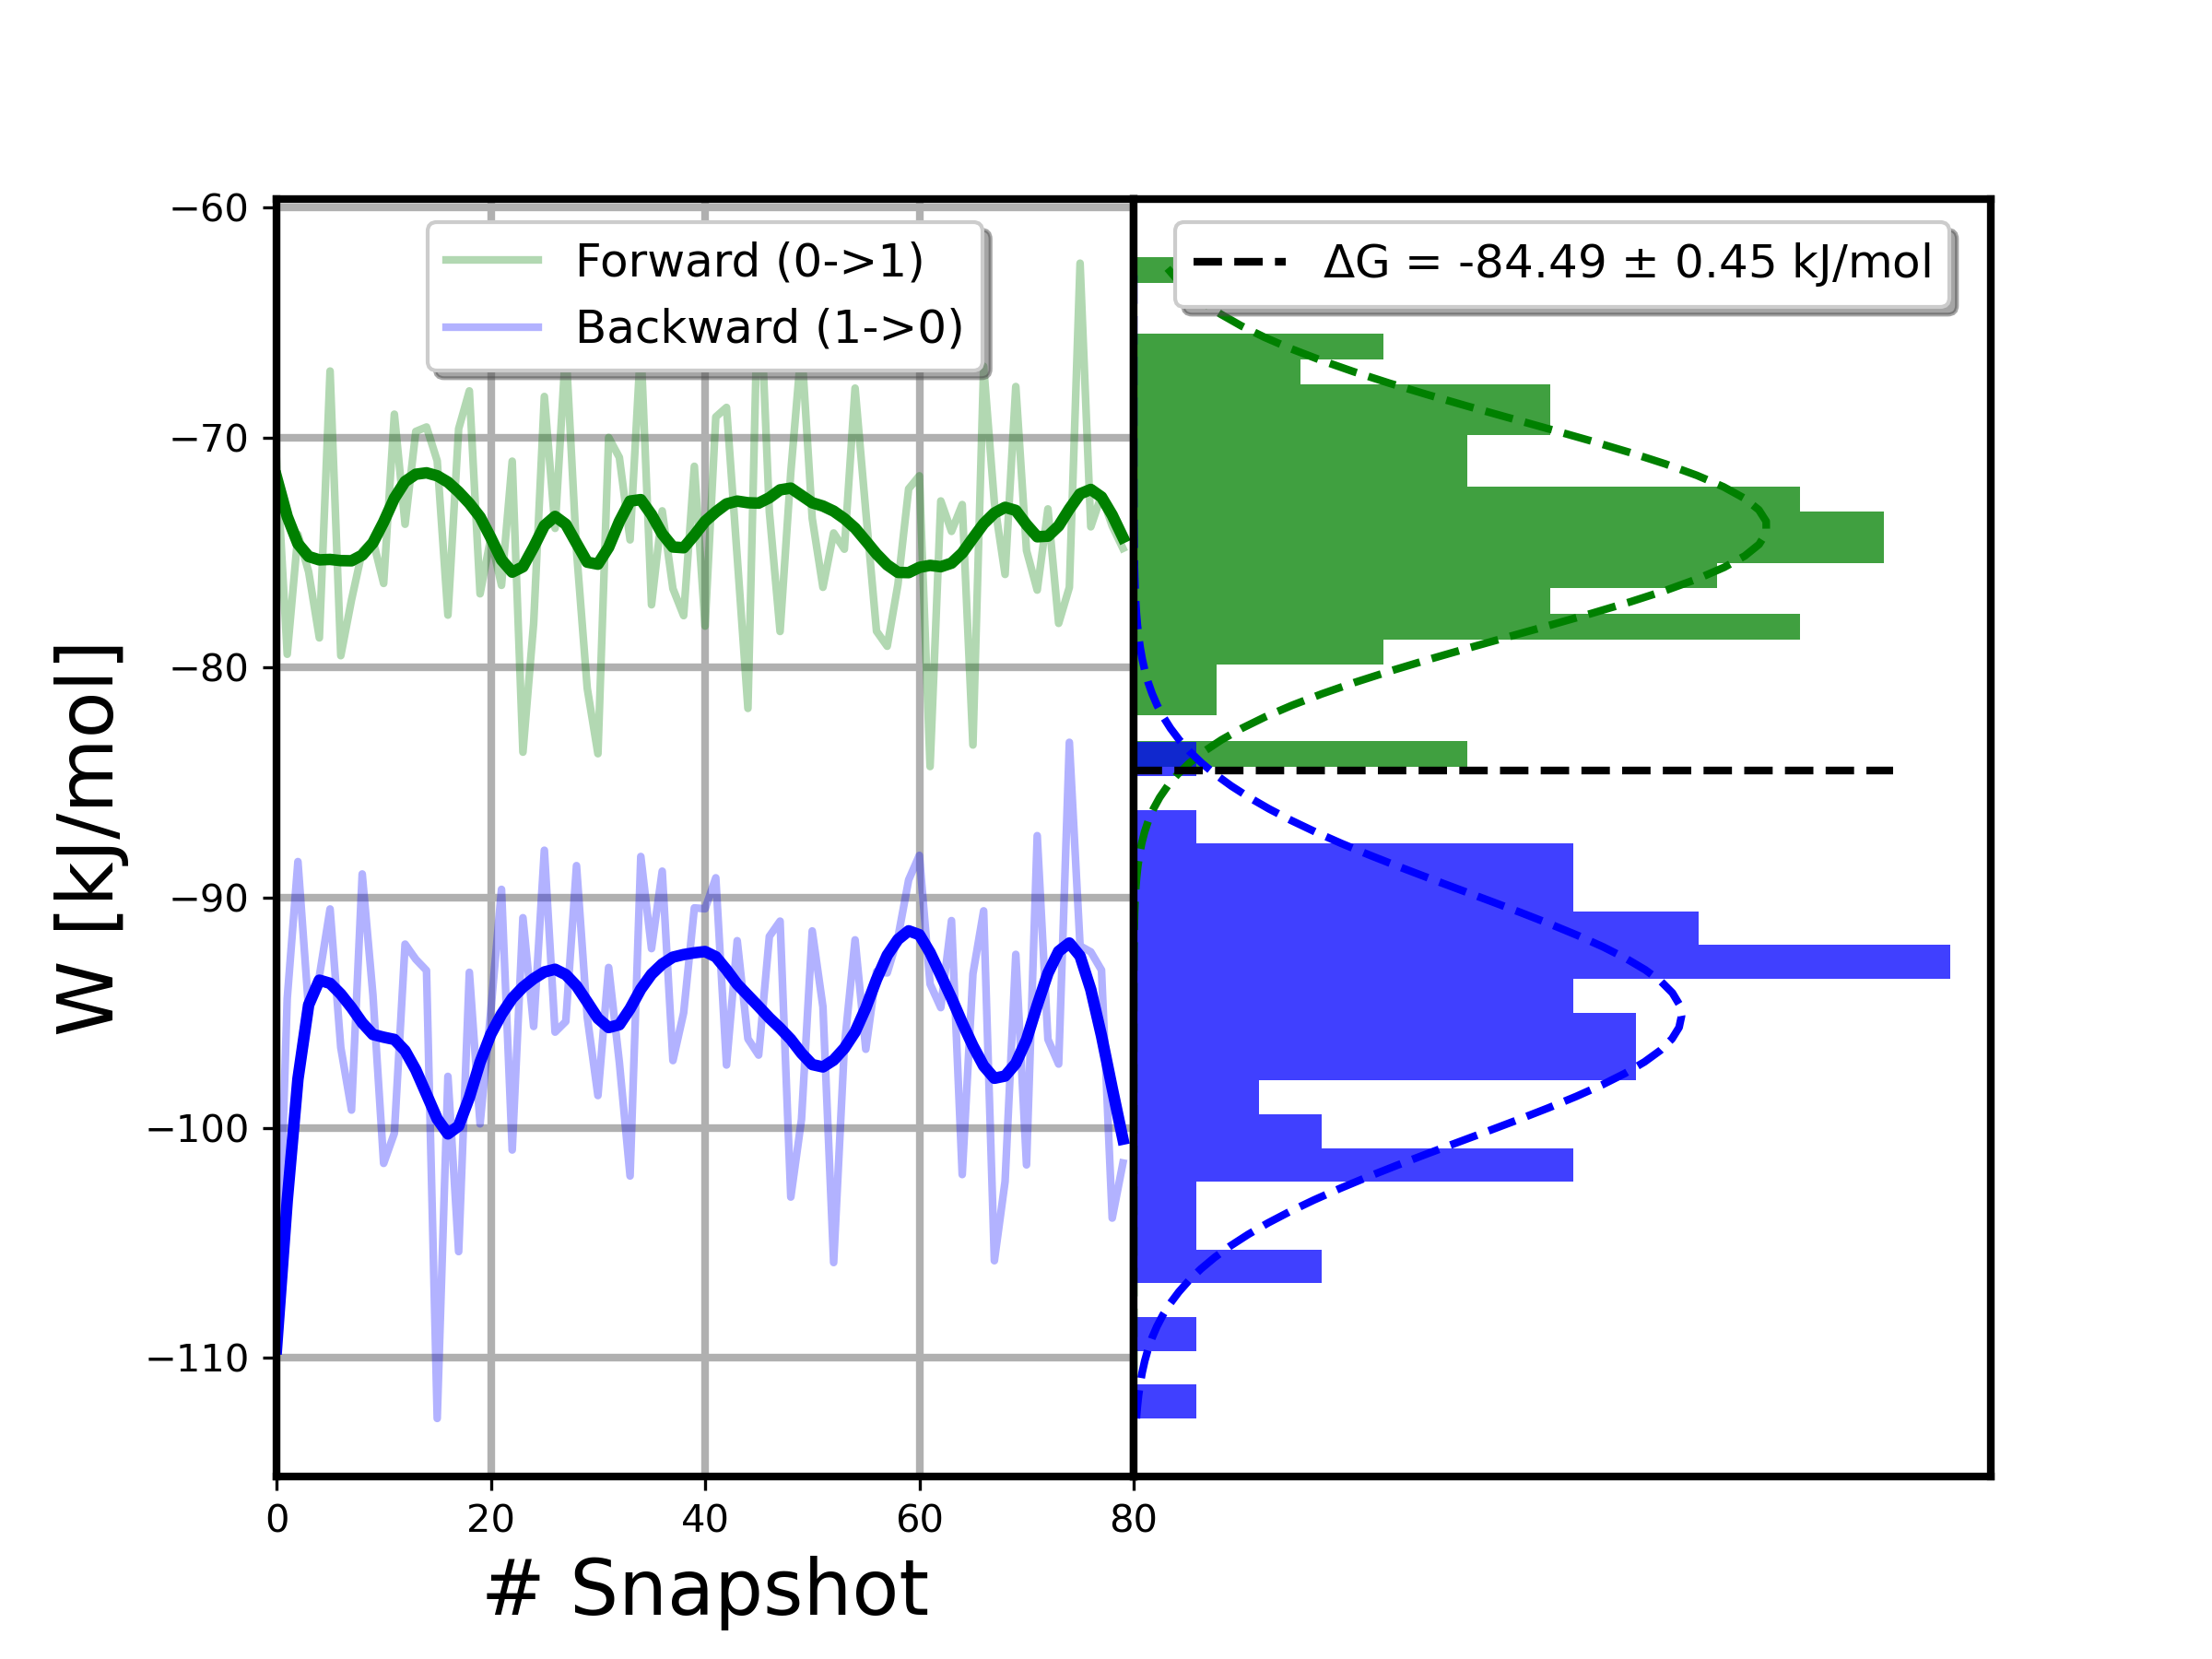 Forward (0->1)
Backward (1->0)
ΔG = -84.49 ± 0.45 kJ/mol
W [kJ/mol]
−60
−70
−80
−90
−100
−110
0 20 40 60 80
# Snapshot